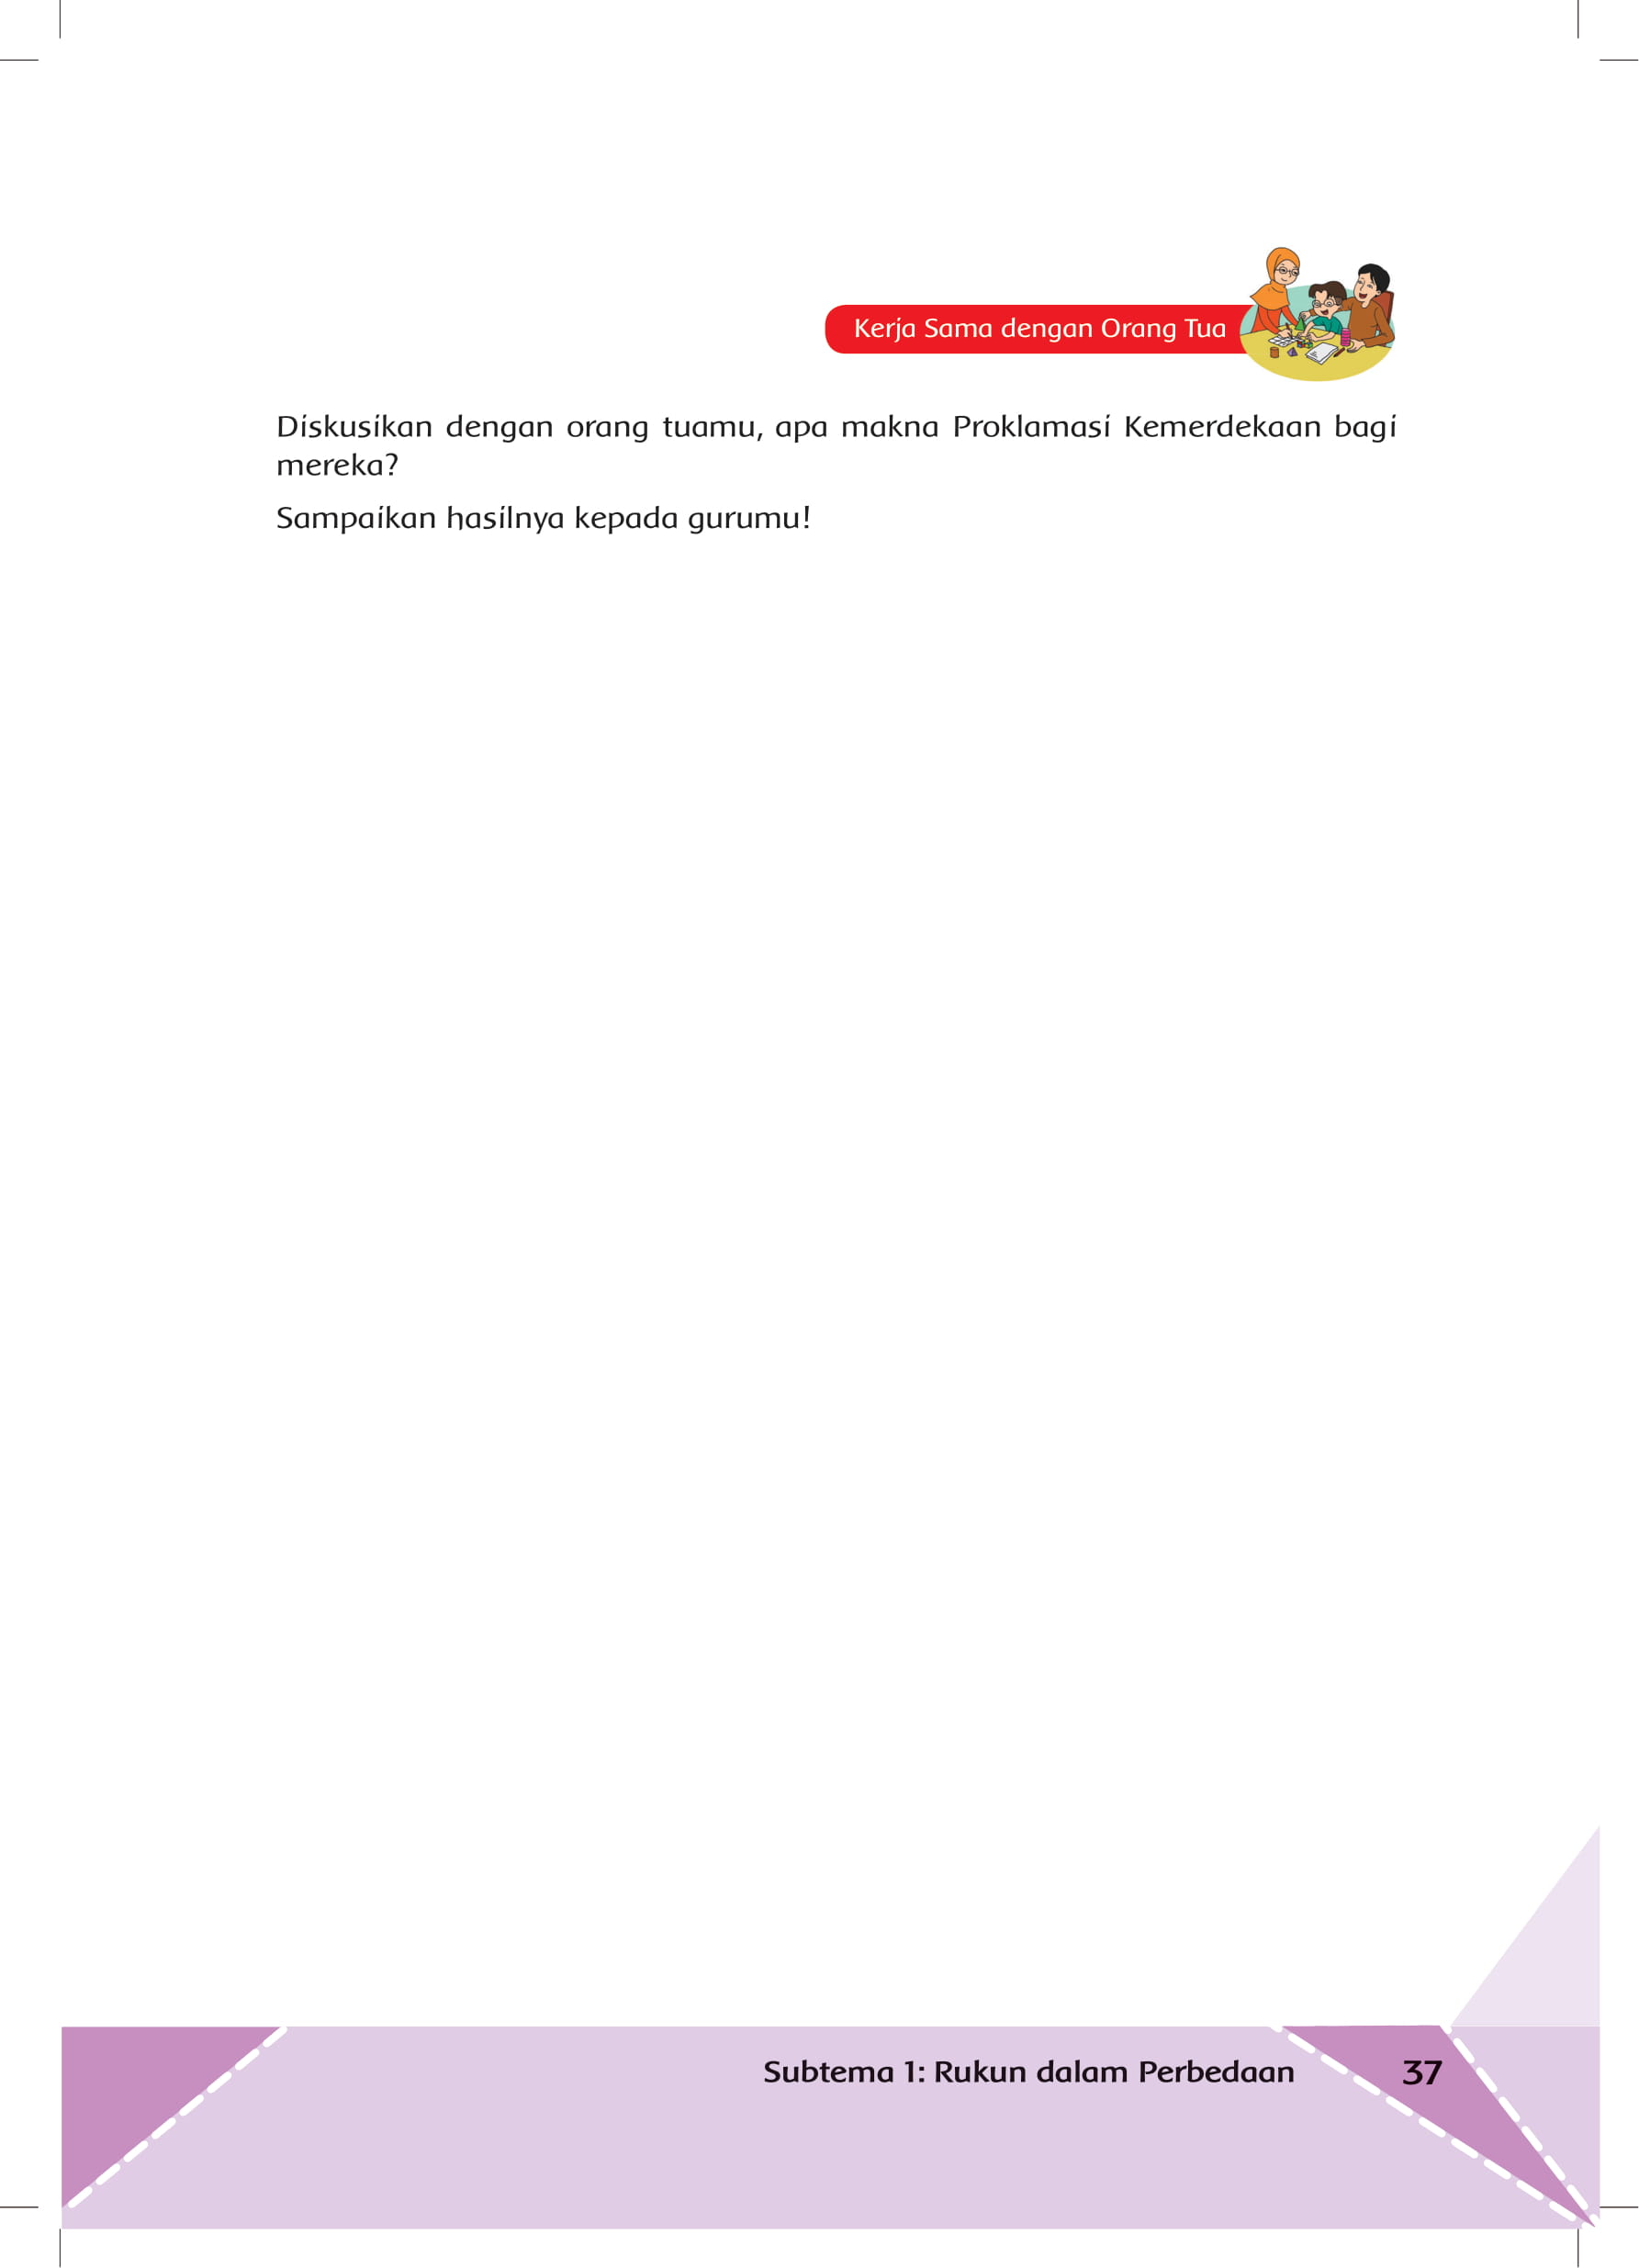 Kerja Sama dengan Orang Tua
Diskusikan dengan orang tuamu, apa makna Proklamasi Kemerdekaan bagi
mereka?
Sampaikan hasilnya kepada gurumu!
Subtema 1: Rukun dalam Perbedaan 37